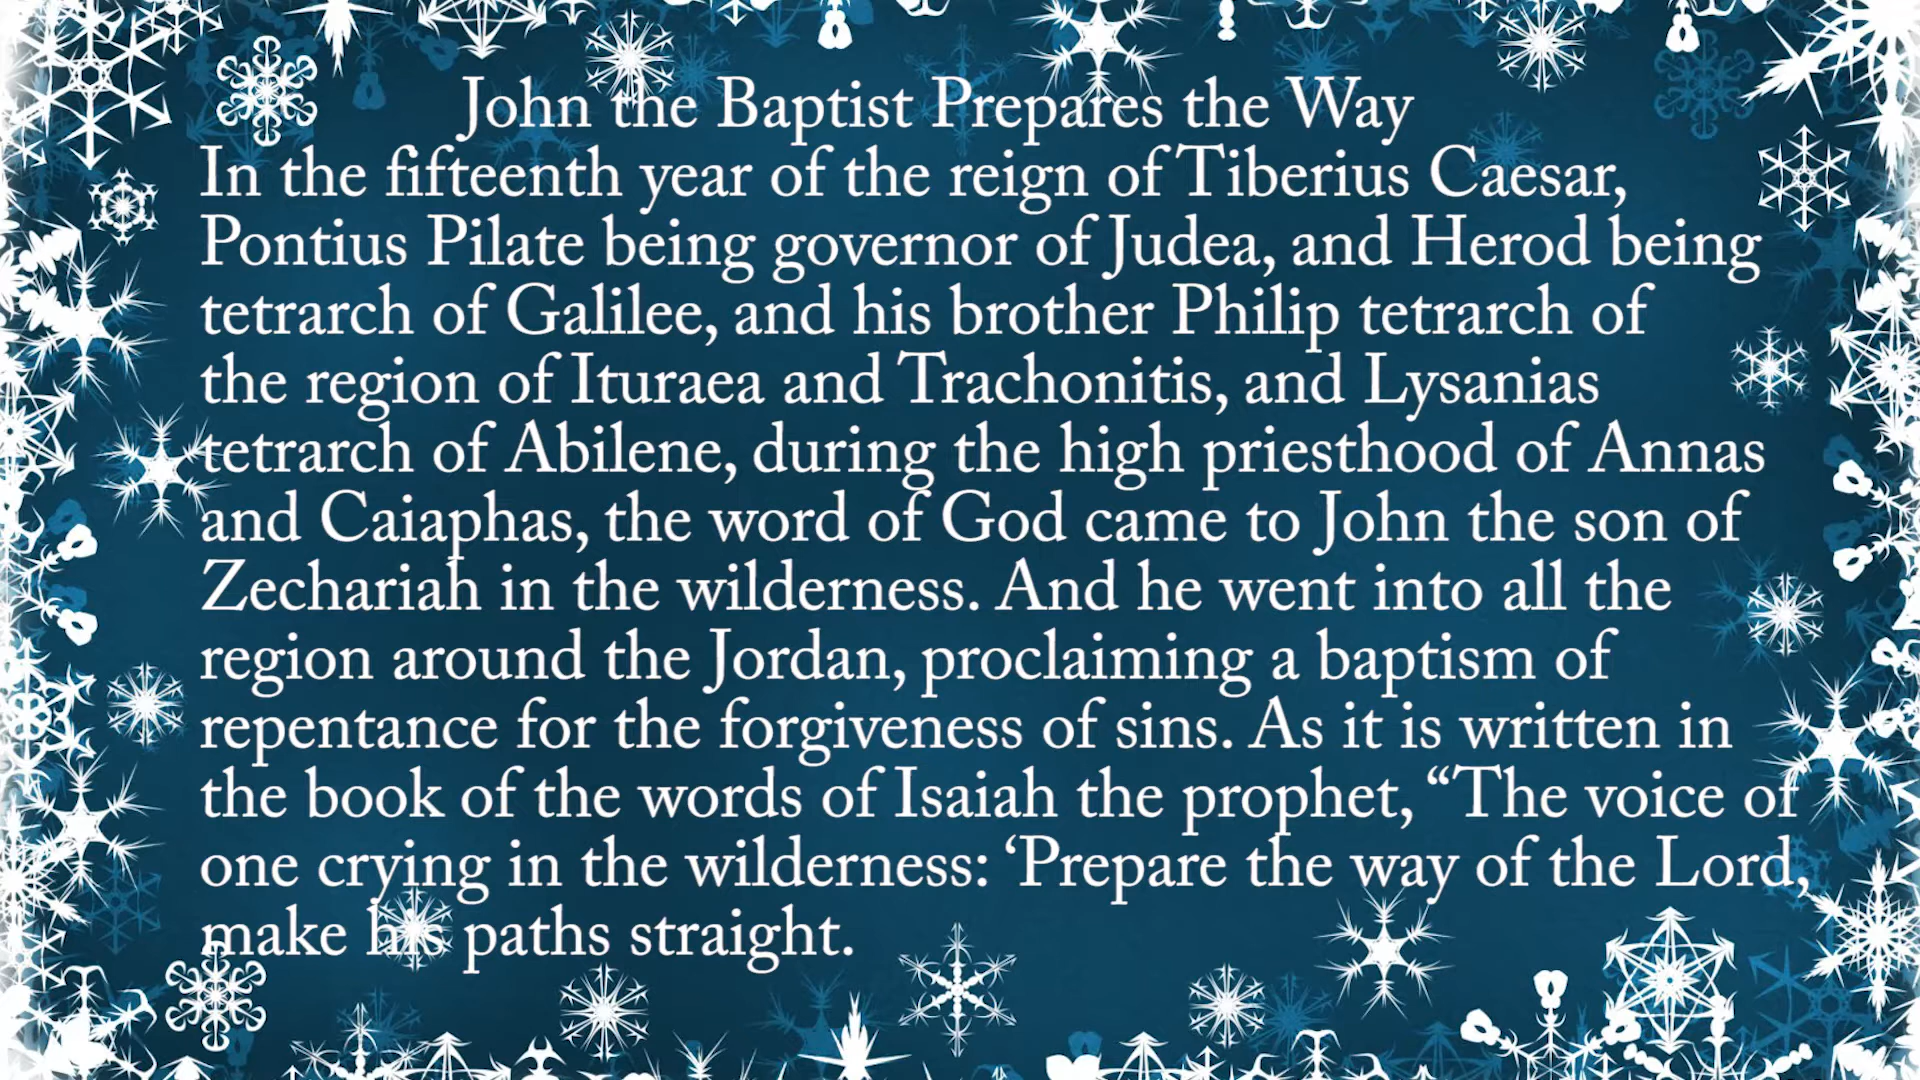 John the Baptist Prepares the Way
In the fifteenth year of the reign of Tiberius Caesar,
Pontius Pilate being governor of Judea, and Herod being
tetrarch of Galilee, and his brother Philip tetrarch of
the region of Ituraea and Trachonitis, and Lysanias
tetrarch of Abilene, during the high priesthood of Annas
and Caiaphas, the word of God came to John the son of
Zechariah in the wilderness. And he went into all the
region around the Jordan, proclaiming a baptism of
repentance for the forgiveness of sins. As it is written in
the book of the words of Isaiah the prophet, “The voice of
one crying in the wilderness: ‘Prepare the way of the Lord,
make his paths straight.